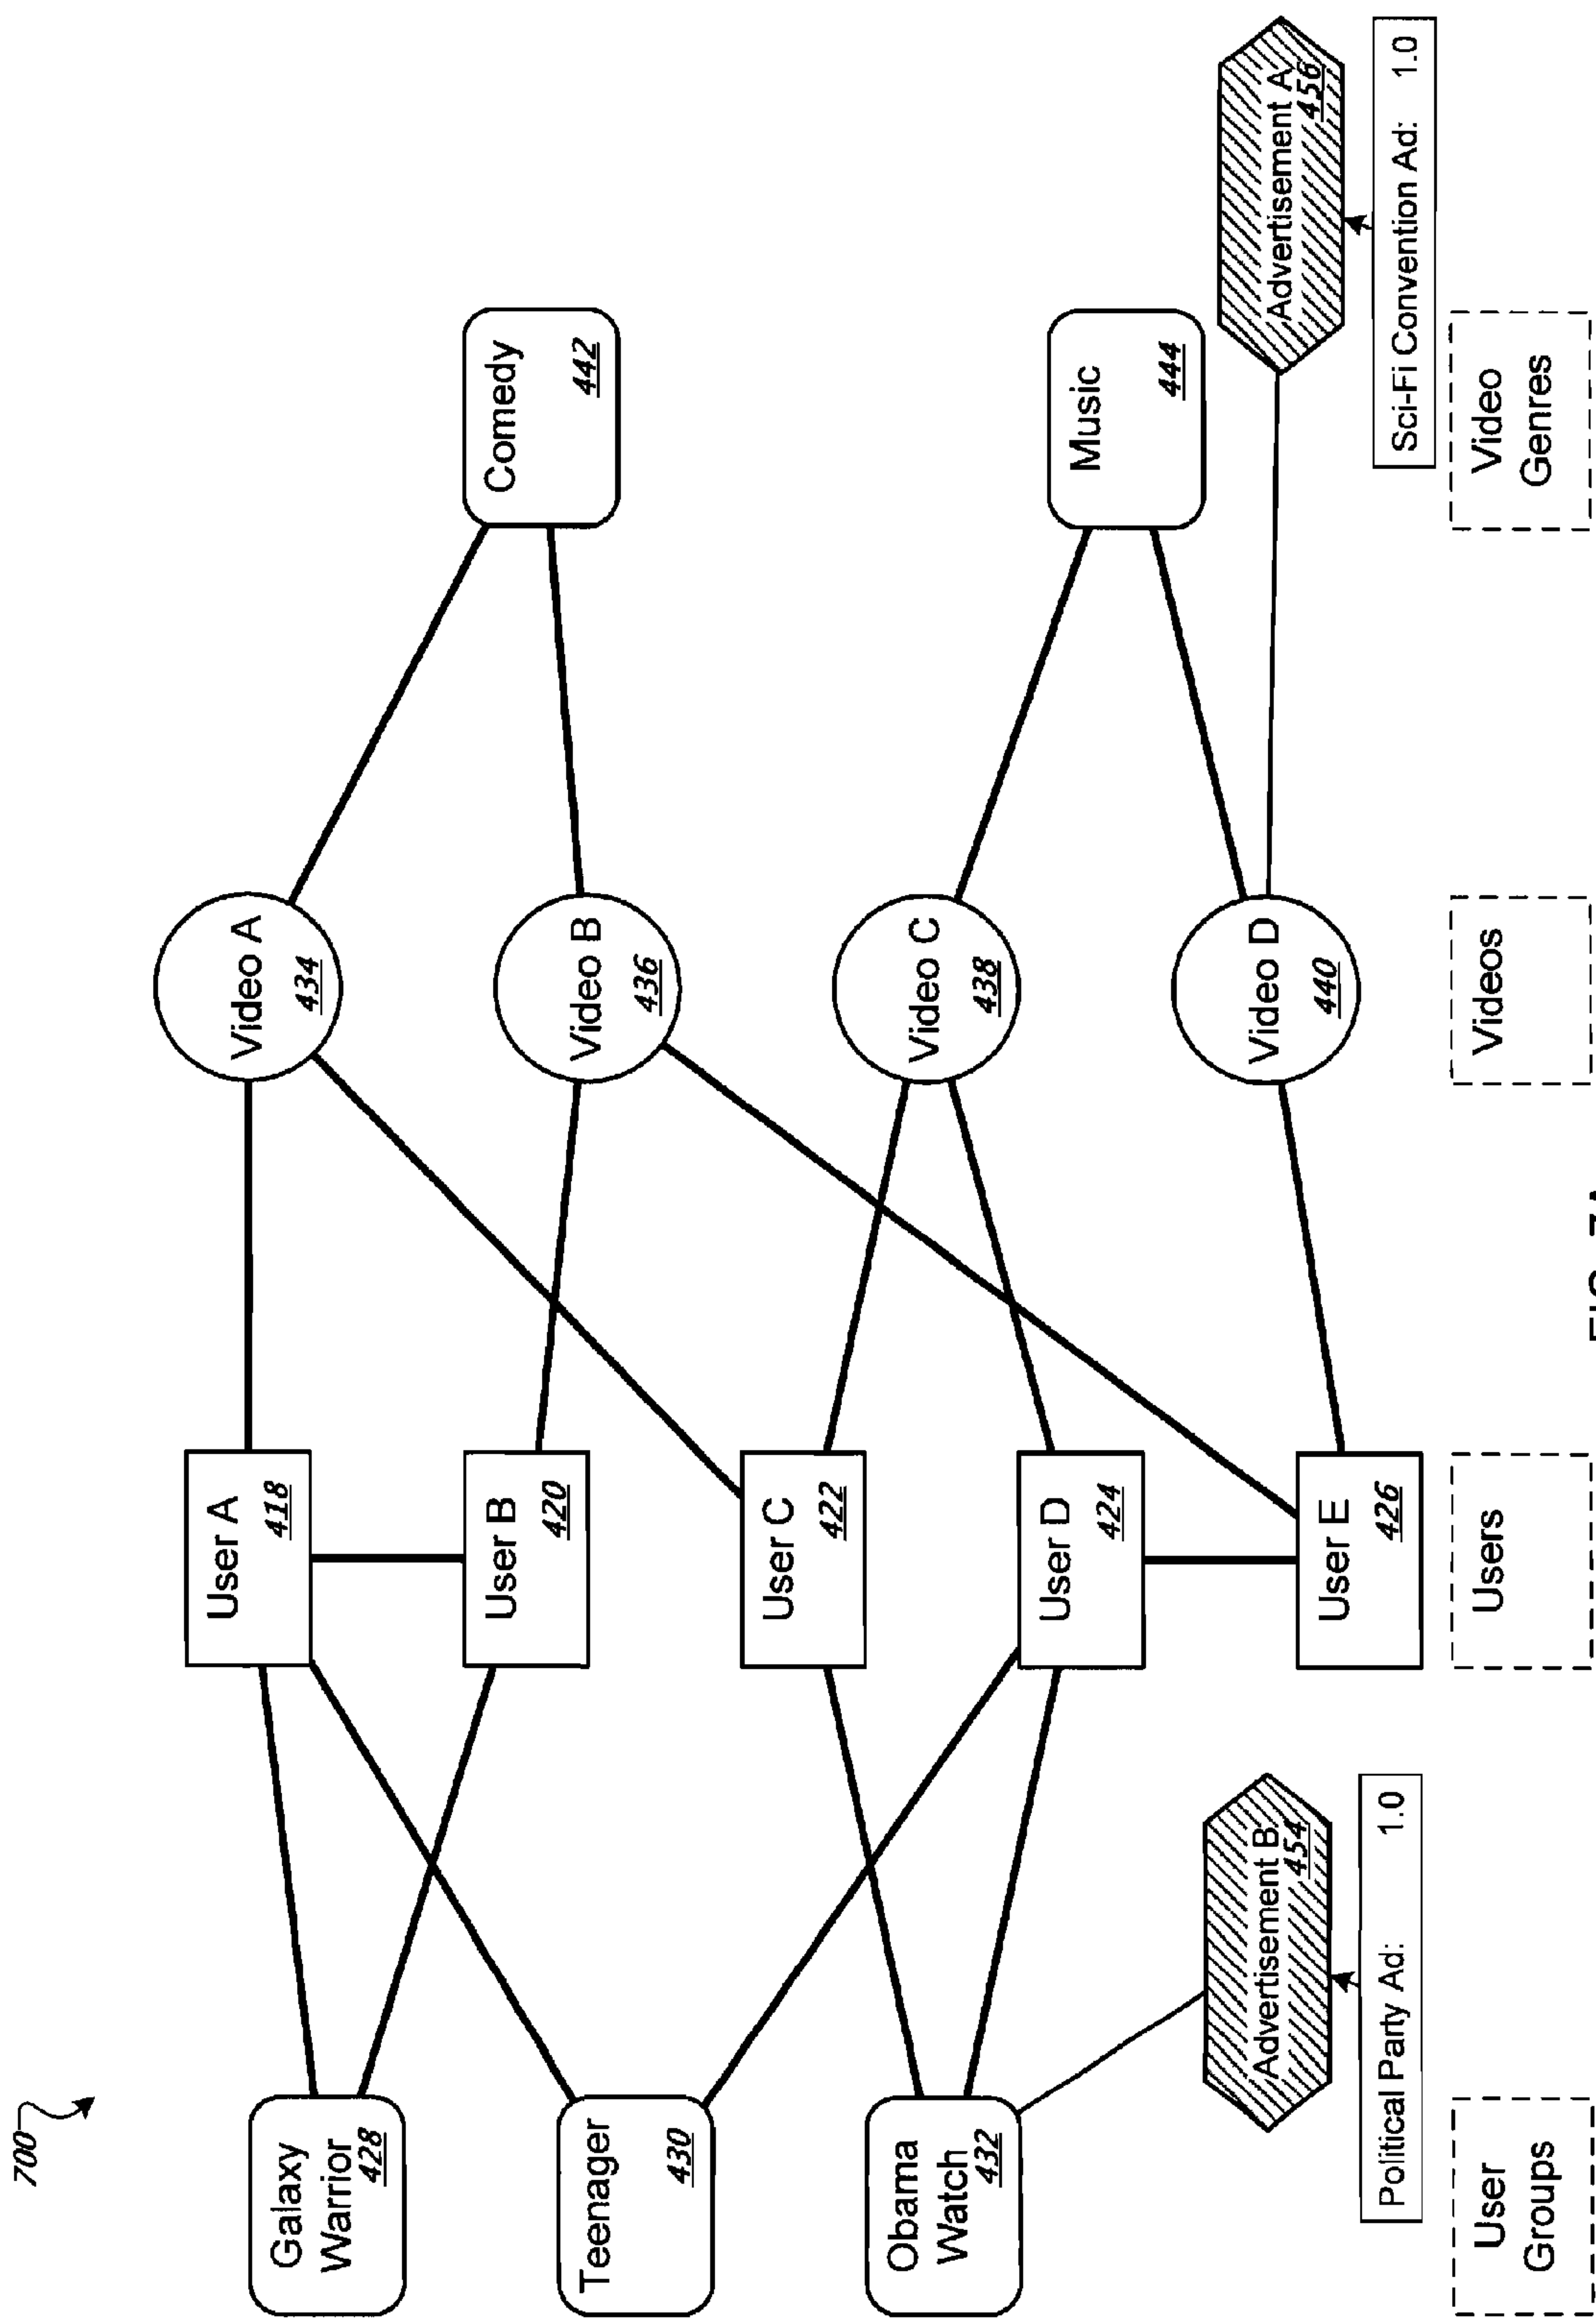 700
Galaxy
Warrior
428
Teenager
430
Obama
Watch
432
User A
418
User B
420
User C
422
User D
424
User E
426
Video A
434
Video B
436
Video C
438
Video D
440
Comedy
442
Music
444
Advertisement B
454
Political Party Ad: 1.0
Advertisement A
456
Sci-Fi Convention Ad: 1.0
User
Groups
Users
Videos
Video
Genres